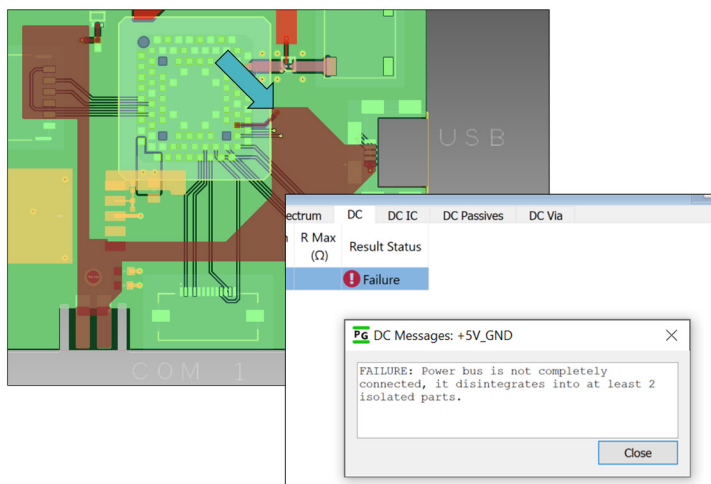 USB
COM 1
ectrum DC DC IC DC Passives DC Via
R Max
(Ω)
Result Status
Failure
PG DC Messages: +5V_GND
FAILURE: Power bus is not completely
connected, it disintegrates into at least 2
isolated parts.
Close